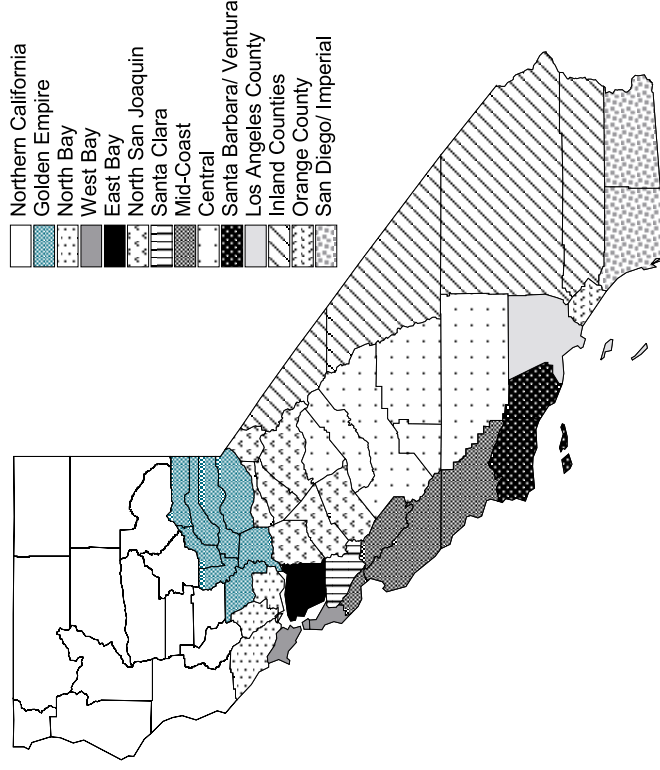 Northern California
Golden Empire
North Bay
West Bay
East Bay
North San Joaquin
Santa Clara
Mid-Coast
Central
Santa Barbara/ Ventura
Los Angeles County
Inland Counties
Orange County
San Diego/ Imperial